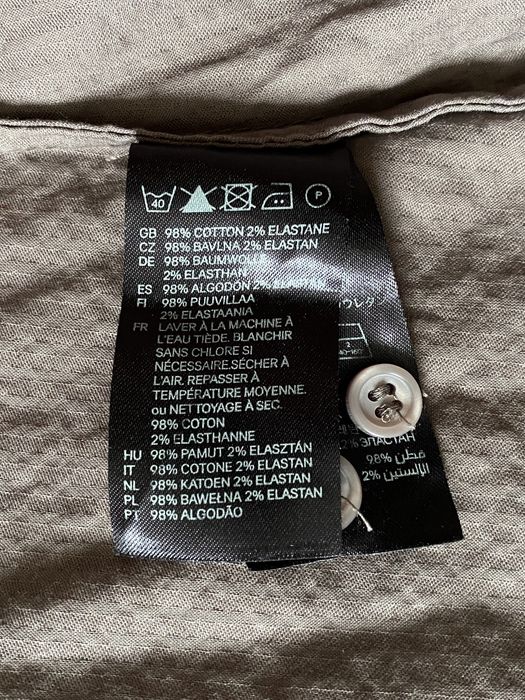 40 P
GB 98% COTTON 2% ELASTANE
CZ 98% BAVLNA 2% ELASTAN
DE 98% BAUMWOLLE
2% ELASTHAN
ES 98% ALGODÓN 2% ELASTANO
FI 98% PUUVILLAA
2% ELASTAANIA
FR LAVER À LA MACHINE À
L'EAU TIÈDE. BLANCHIR
SANS CHLORE SI
NÉCESSAIRE.SÉCHER À
L'AIR. REPASSER À
TEMPÉRATURE MOYENNE.
ou NETTOYAGE À SEC.
98% COTON
2% ELASTHANNE
HU 98% PAMUT 2% ELASZTÁN
IT 98% COTONE 2% ELASTAN
NL 98% KATOEN 2% ELASTAN
PL 98% BAWEŁNA 2% ELASTAN
PT 98% ALGODÃO
2% ЭЛАСТАН
98% قطن
2% الإلستين